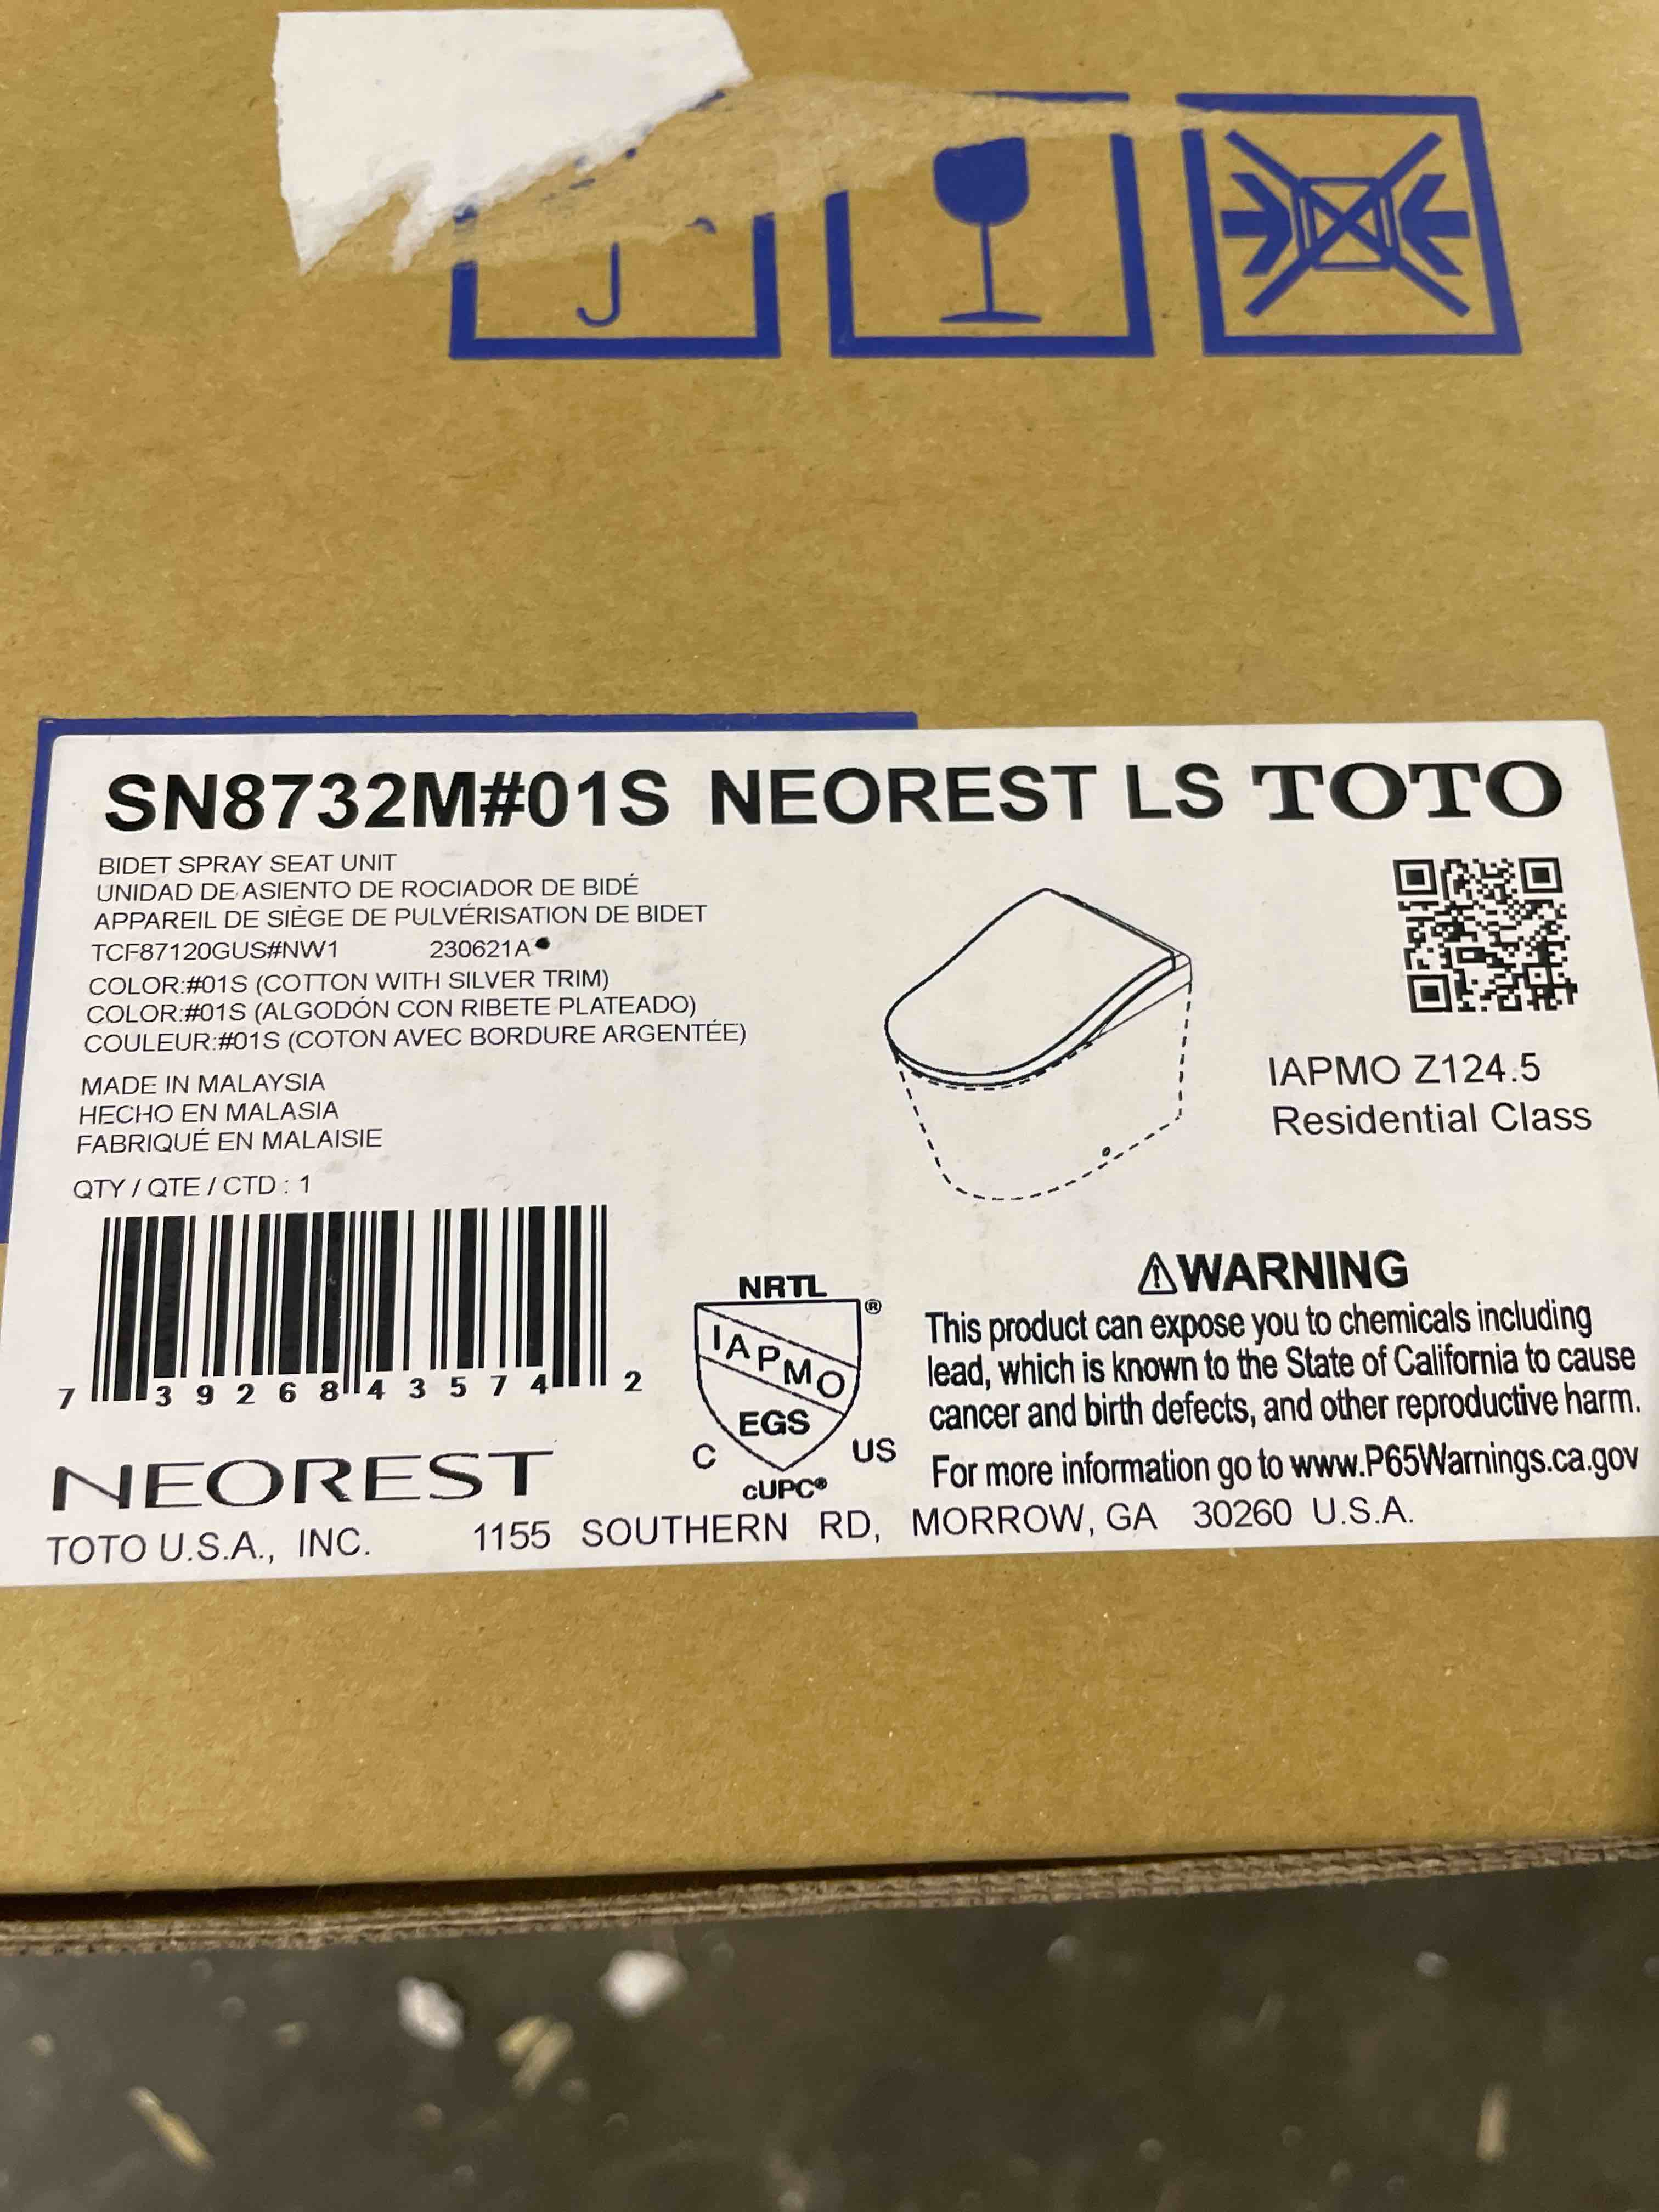 SN8732M#01S NEOREST LS TOTO
BIDET SPRAY SEAT UNIT
UNIDAD DE ASIENTO DE ROCIADOR DE BIDÉ
APPAREIL DE SIÈGE DE PULVÉRISATION DE BIDET
TCF87120GUS#NW1 230621A
COLOR:#01S (COTTON WITH SILVER TRIM)
COLOR:#01S (ALGODÓN CON RIBETE PLATEADO)
COULEUR:#01S (COTON AVEC BORDURE ARGENTÉE)
MADE IN MALAYSIA
HECHO EN MALASIA
FABRIQUÉ EN MALAISIE
QTY / QTE / CTD : 1
7 39268 43574 2
IAPMO Z124.5
Residential Class
NRTL
IAPMO ®
EGS
C US
cUPC®
⚠WARNING
This product can expose you to chemicals including
lead, which is known to the State of California to cause
cancer and birth defects, and other reproductive harm.
For more information go to www.P65Warnings.ca.gov
NEOREST
TOTO U.S.A., INC. 1155 SOUTHERN RD, MORROW, GA 30260 U.S.A.